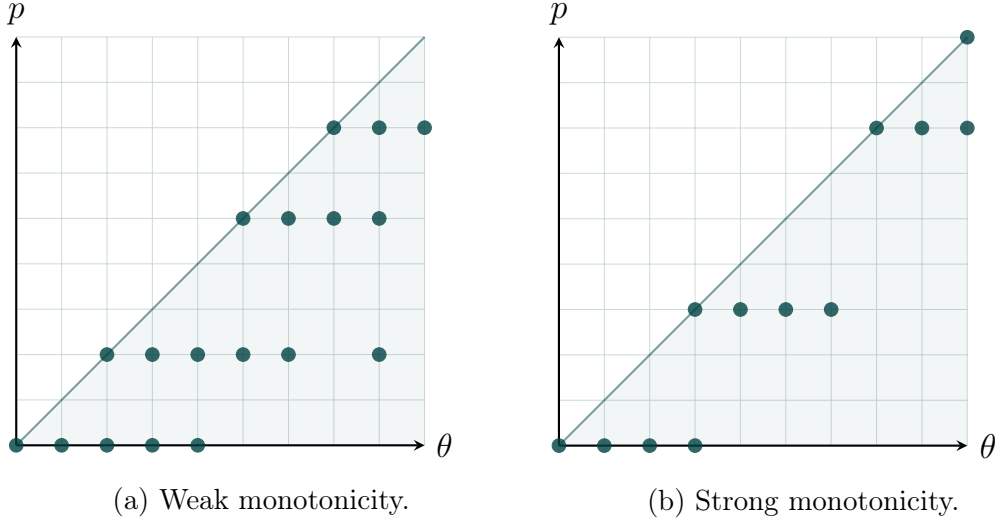 p
p
θ
θ
(a) Weak monotonicity.
(b) Strong monotonicity.